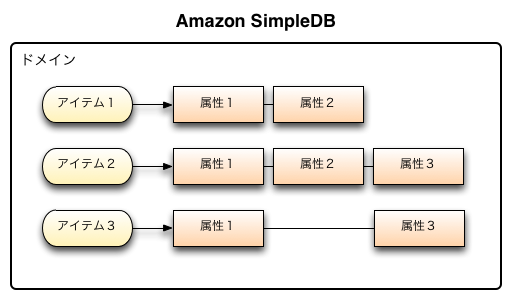 Amazon SimpleDB
ドメイン
アイテム１ 属性１ 属性２
アイテム２ 属性１ 属性２ 属性３
アイテム３ 属性１ 属性３